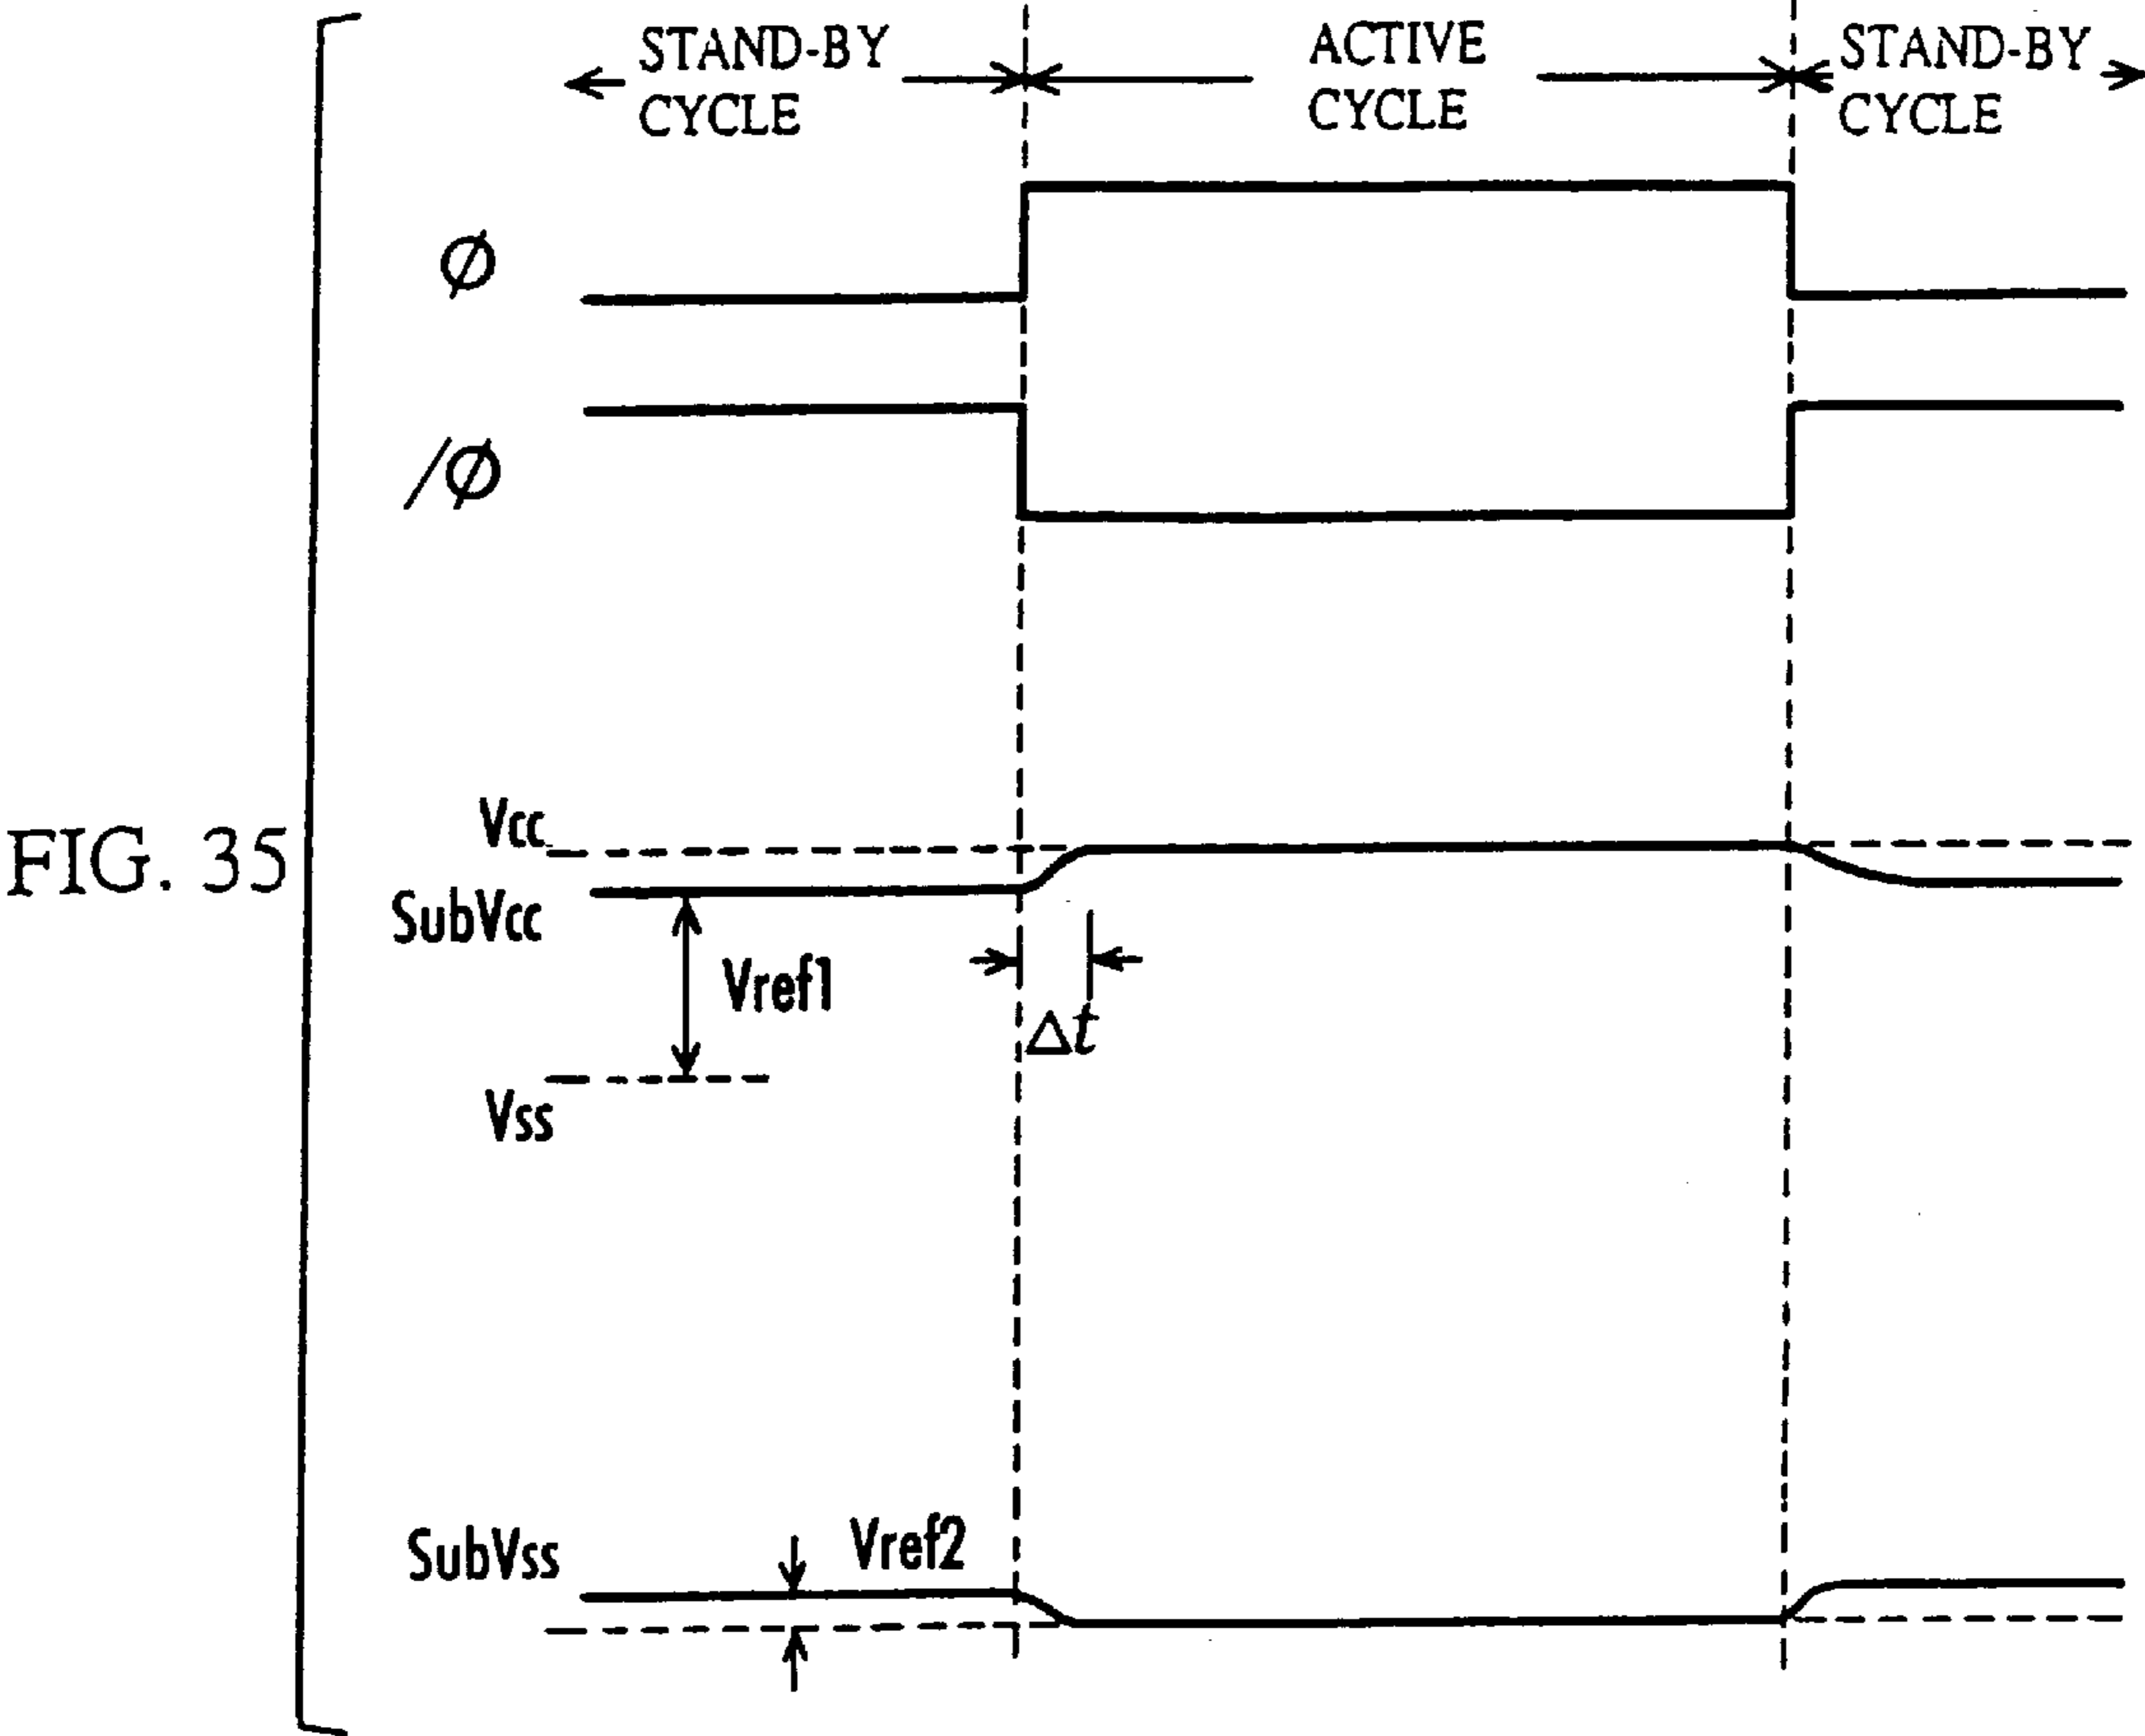 STAND-BY
CYCLE
ACTIVE
CYCLE
STAND-BY
CYCLE
Ø
/Ø
FIG. 35
Vcc
SubVcc
Vref1
Δt
Vss
SubVss
Vref2